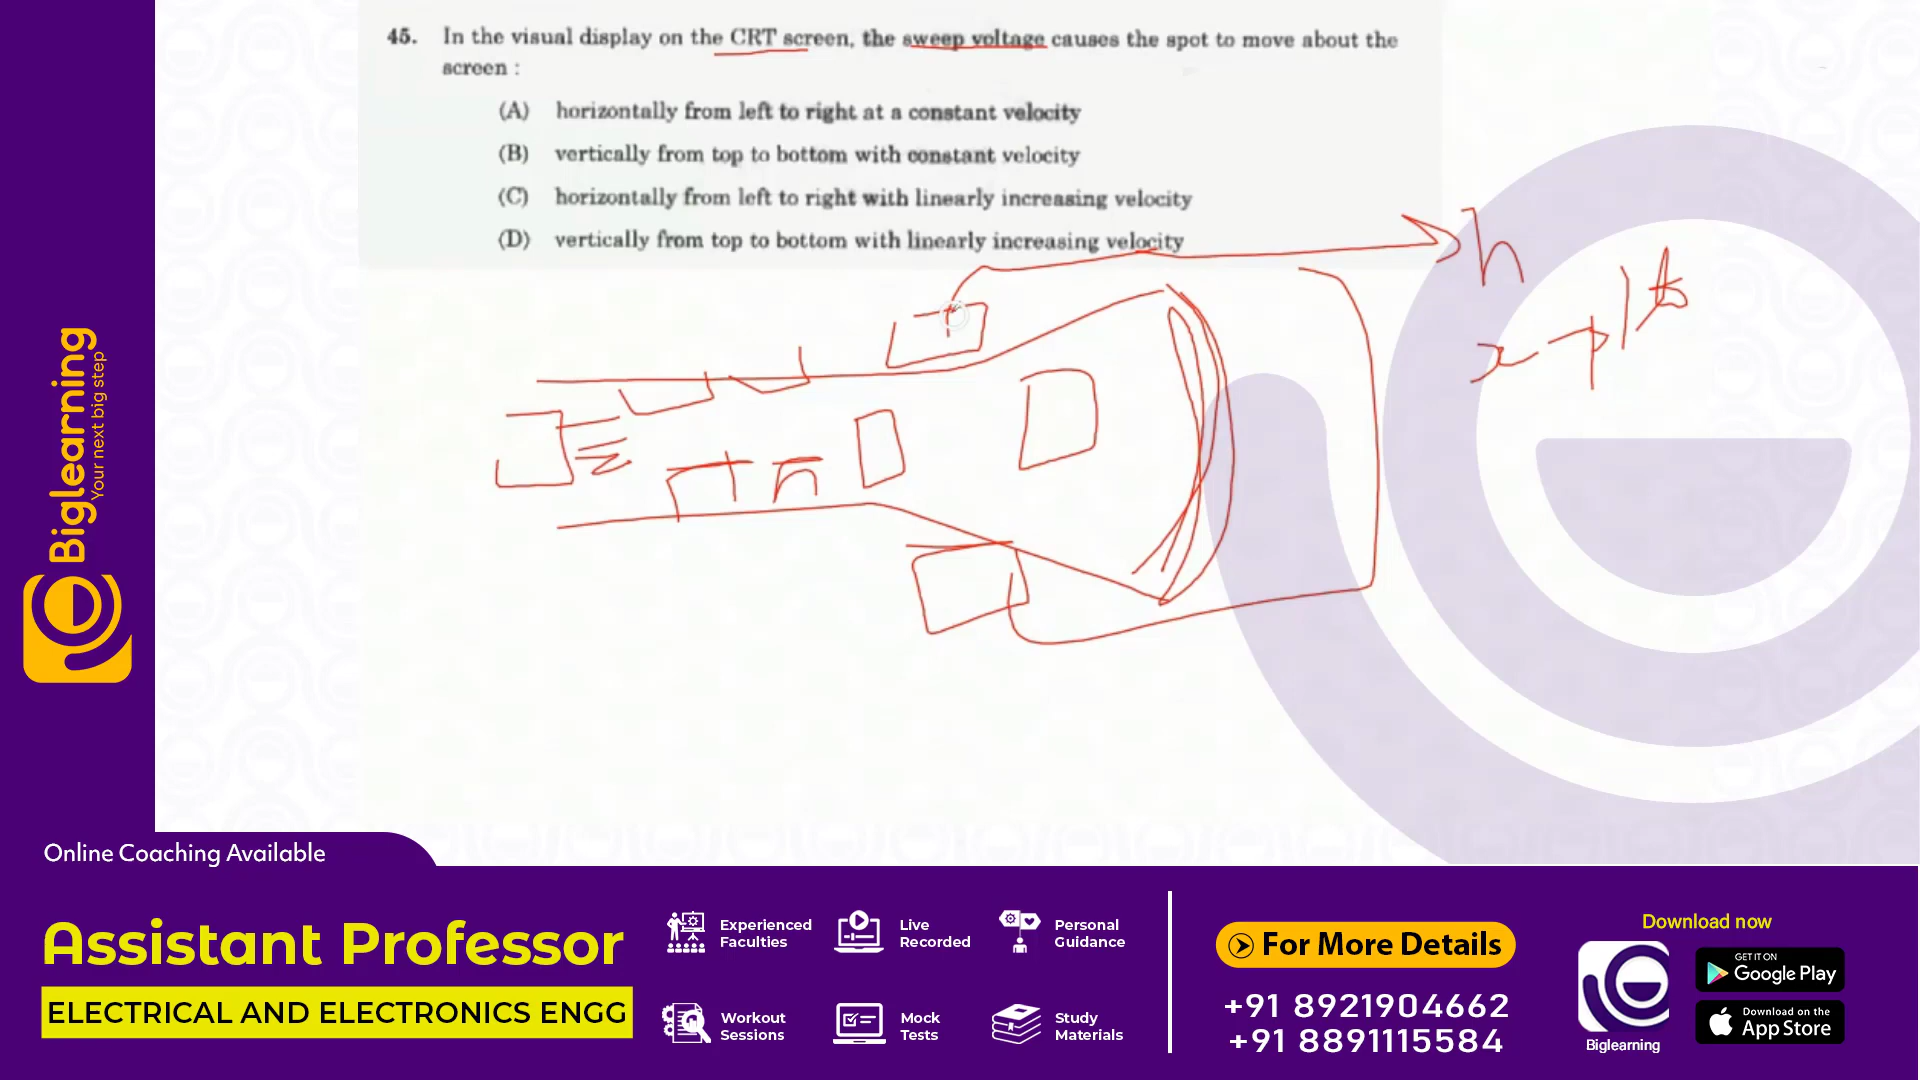 45. In the visual display on the CRT screen, the sweep voltage causes the spot to move about the
screen :
(A) horizontally from left to right at a constant velocity
(B) vertically from top to bottom with constant velocity
(C) horizontally from left to right with linearly increasing velocity
(D) vertically from top to bottom with linearly increasing velocity
h
Biglearning
Your next big step
Online Coaching Available
Assistant Professor
ELECTRICAL AND ELECTRONICS ENGG
Experienced
Faculties
Live
Recorded
Personal
Guidance
Workout
Sessions
Mock
Tests
Study
Materials
For More Details
+91 8921904662
+91 8891115584
Download now
Biglearning
GET IT ON
Google Play
Download on the
App Store